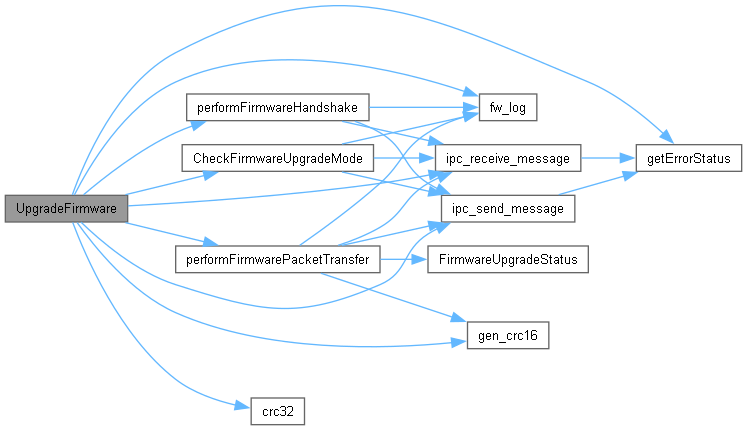 UpgradeFirmware
performFirmwareHandshake
CheckFirmwareUpgradeMode
performFirmwarePacketTransfer
crc32
fw_log
ipc_receive_message
ipc_send_message
FirmwareUpgradeStatus
gen_crc16
getErrorStatus